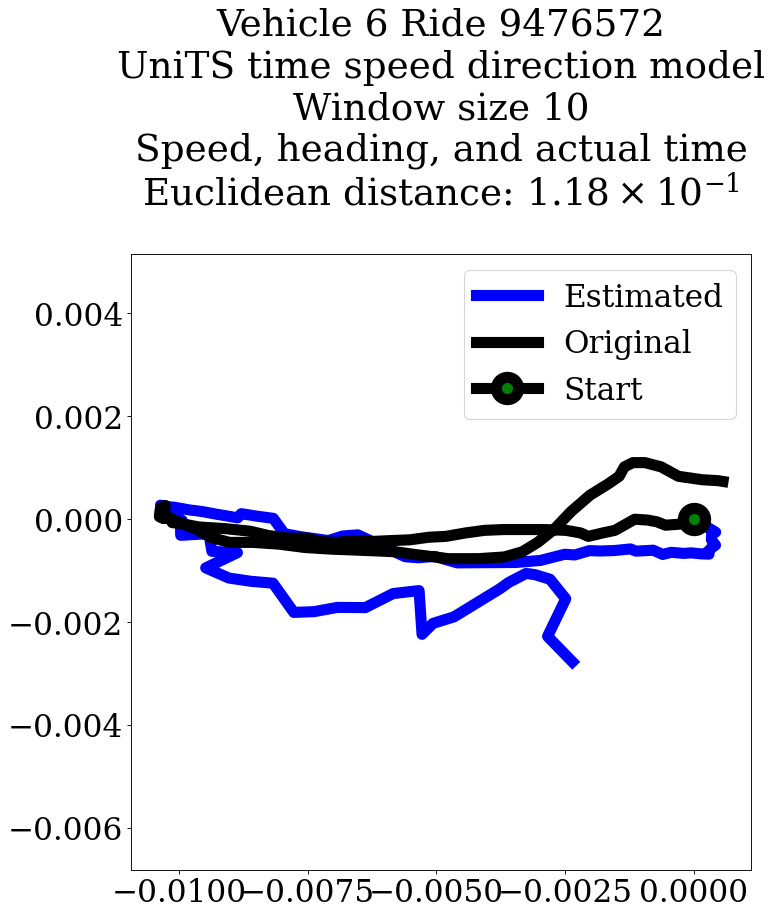 Vehicle 6 Ride 9476572
UniTS time speed direction model
Window size 10
Speed, heading, and actual time
Euclidean distance: 1.18 × 10⁻¹
Estimated
Original
Start
0.004
0.002
0.000
−0.002
−0.004
−0.006
−0.0100 −0.0075 −0.0050 −0.0025 0.0000